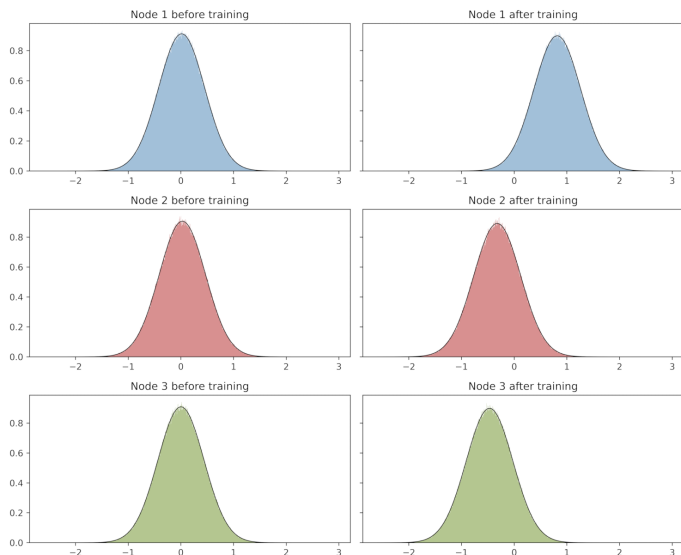 Node 1 before training
Node 1 after training
0.8
0.6
0.4
0.2
0.0
−2 −1 0 1 2 3
−2 −1 0 1 2 3
Node 2 before training
Node 2 after training
0.8
0.6
0.4
0.2
0.0
−2 −1 0 1 2 3
−2 −1 0 1 2 3
Node 3 before training
Node 3 after training
0.8
0.6
0.4
0.2
0.0
−2 −1 0 1 2 3
−2 −1 0 1 2 3